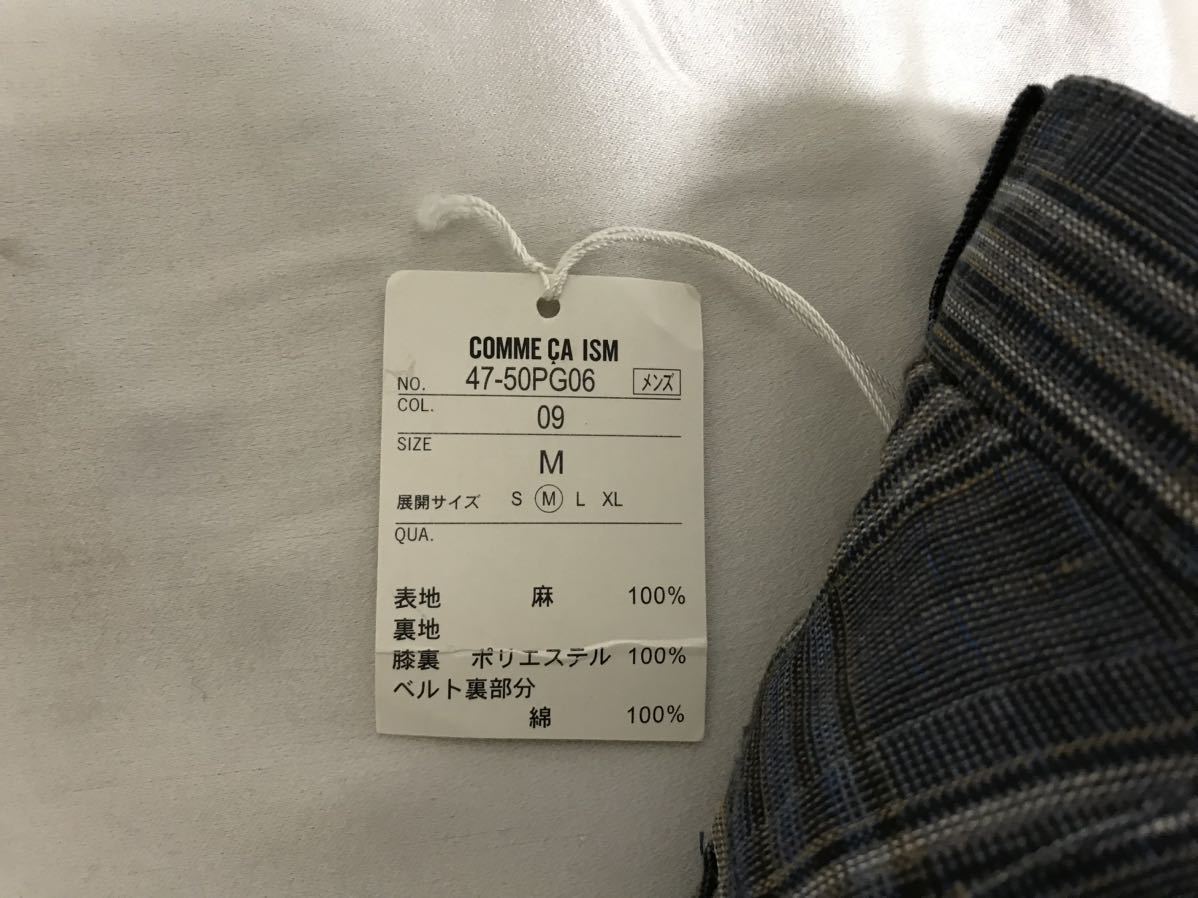 COMME ÇA ISM
NO. 47-50PG06 メンズ
COL. 09
SIZE
M
展開サイズ S M L XL
QUA.
表地 麻 100%
裏地
膝裏 ポリエステル 100%
ベルト裏部分
綿 100%